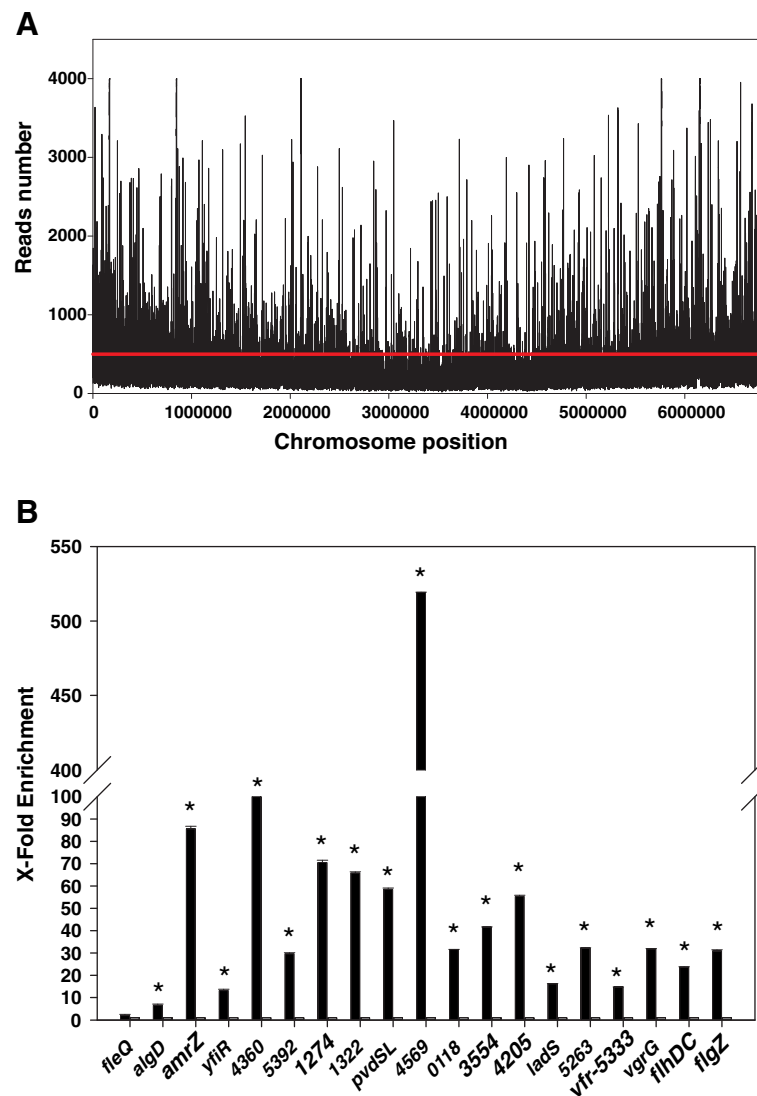 A
Reads number
4000
3000
2000
1000
0
0 1000000 2000000 3000000 4000000 5000000 6000000
Chromosome position
B
X-Fold Enrichment
550
500
450
400
100
90
80
70
60
50
40
30
20
10
0
* * * * * * * * * * * * * * * * * *
fleQ algD amrZ yfiR 4360 5392 1274 1322 pvdSL 4569 0118 3554 4205 ladS 5263 vfr-5333 vgrG flhDC flgZ